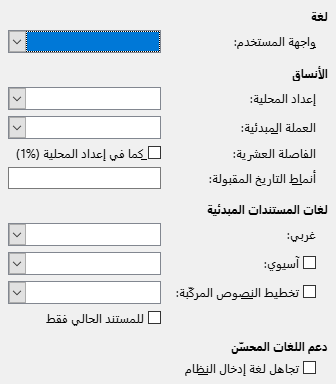 لغة
واجهة المستخدم:
الأنساق
إعداد المحلية:
العملة المبدئية:
الفاصلة العشرية:
كما في إعداد المحلية (%1)
أنماط التاريخ المقبولة:
لغات المستندات المبدئية
غربي:
آسيوي:
تخطيط النصوص المركّبة:
للمستند الحالي فقط
دعم اللغات المحسّن
تجاهل لغة إدخال النظام